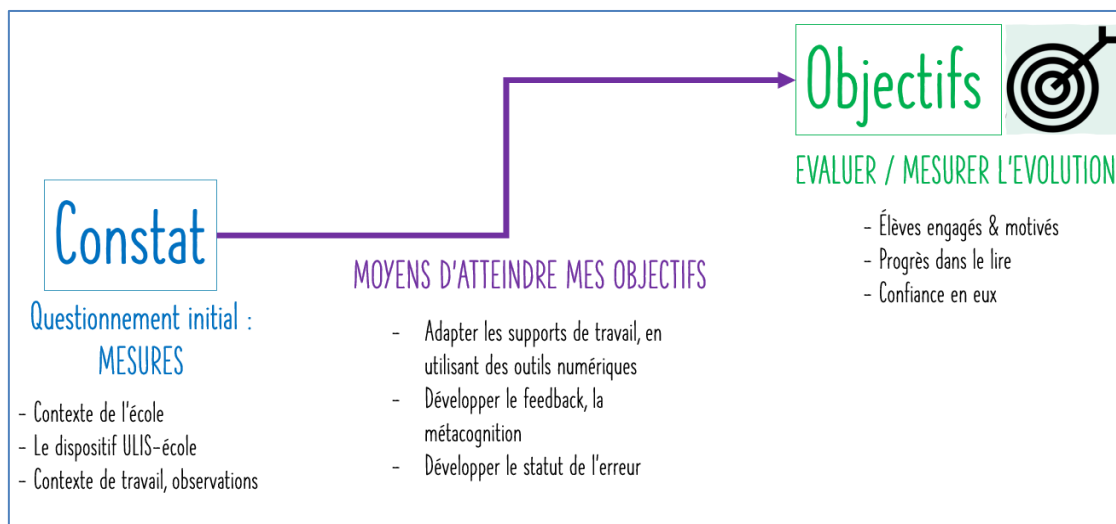 Constat
Questionnement initial :
MESURES
- Contexte de l'école
- Le dispositif ULIS-école
- Contexte de travail, observations
MOYENS D'ATTEINDRE MES OBJECTIFS
- Adapter les supports de travail, en
utilisant des outils numériques
- Développer le feedback, la
métacognition
- Développer le statut de l'erreur
Objectifs
EVALUER / MESURER L'EVOLUTION
- Élèves engagés & motivés
- Progrès dans le lire
- Confiance en eux